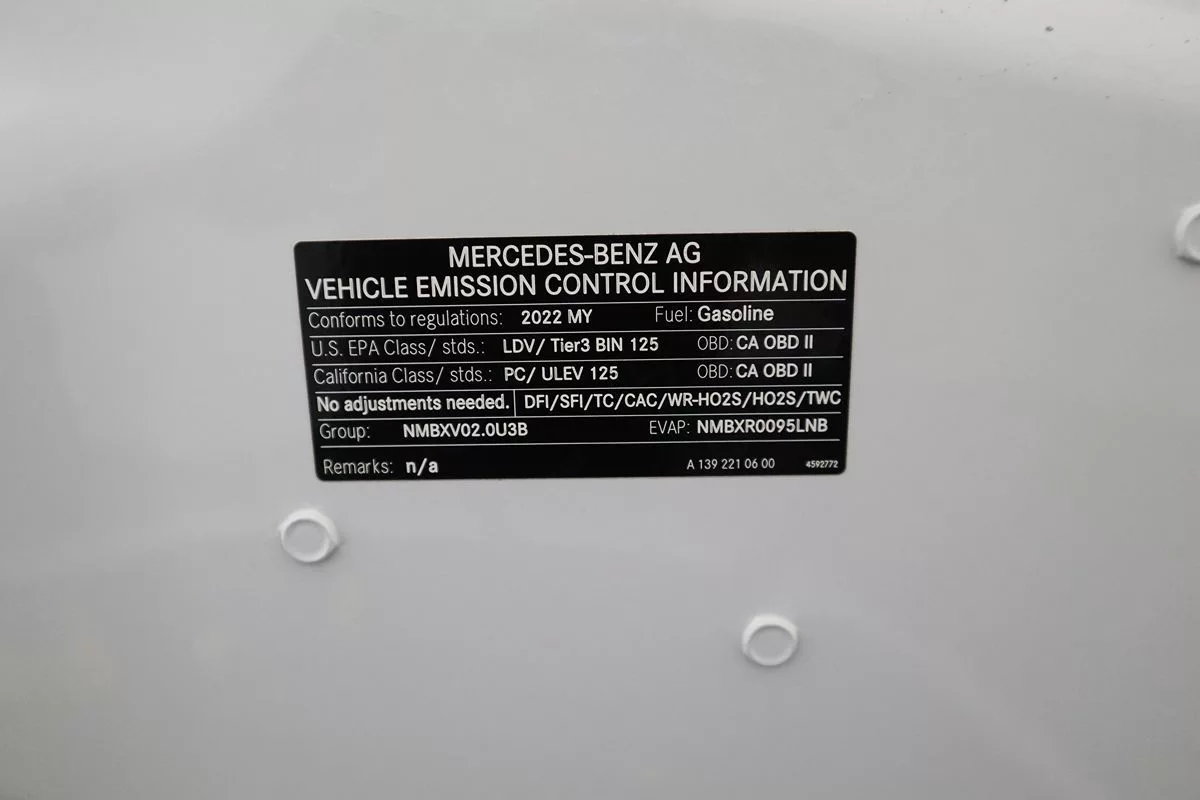 MERCEDES-BENZ AG
VEHICLE EMISSION CONTROL INFORMATION
Conforms to regulations: 2022 MY Fuel: Gasoline
U.S. EPA Class/ stds.: LDV/ Tier3 BIN 125 OBD: CA OBD II
California Class/ stds.: PC/ ULEV 125 OBD: CA OBD II
No adjustments needed. DFI/SFI/TC/CAC/WR-HO2S/HO2S/TWC
Group: NMBXV02.0U3B EVAP: NMBXR0095LNB
Remarks: n/a A 139 221 06 00 4592772